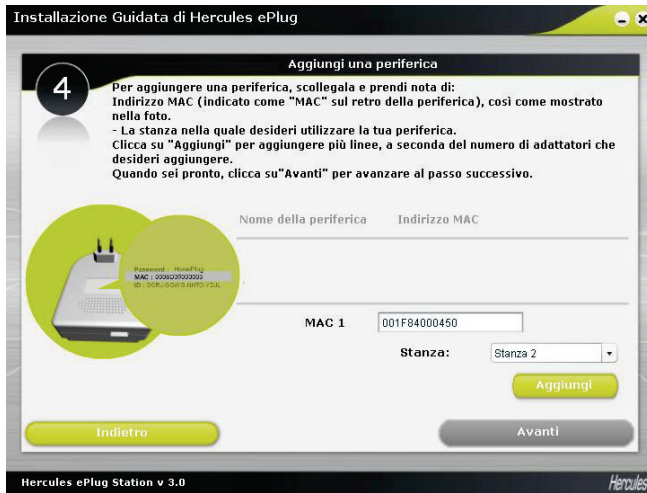 Installazione Guidata di Hercules ePlug
4
Aggiungi una periferica
Per aggiungere una periferica, scollegala e prendi nota di:
Indirizzo MAC (indicato come "MAC" sul retro della periferica), così come mostrato
nella foto.
- La stanza nella quale desideri utilizzare la tua periferica.
Clicca su "Aggiungi" per aggiungere più linee, a seconda del numero di adattatori che
desideri aggiungere.
Quando sei pronto, clicca su"Avanti" per avanzare al passo successivo.
Nome della periferica Indirizzo MAC
Password : HomePlug
MAC :
ID :
MAC 1 001F84000450
Stanza: Stanza 2
Aggiungi
Indietro Avanti
Hercules ePlug Station v 3.0 Hercules